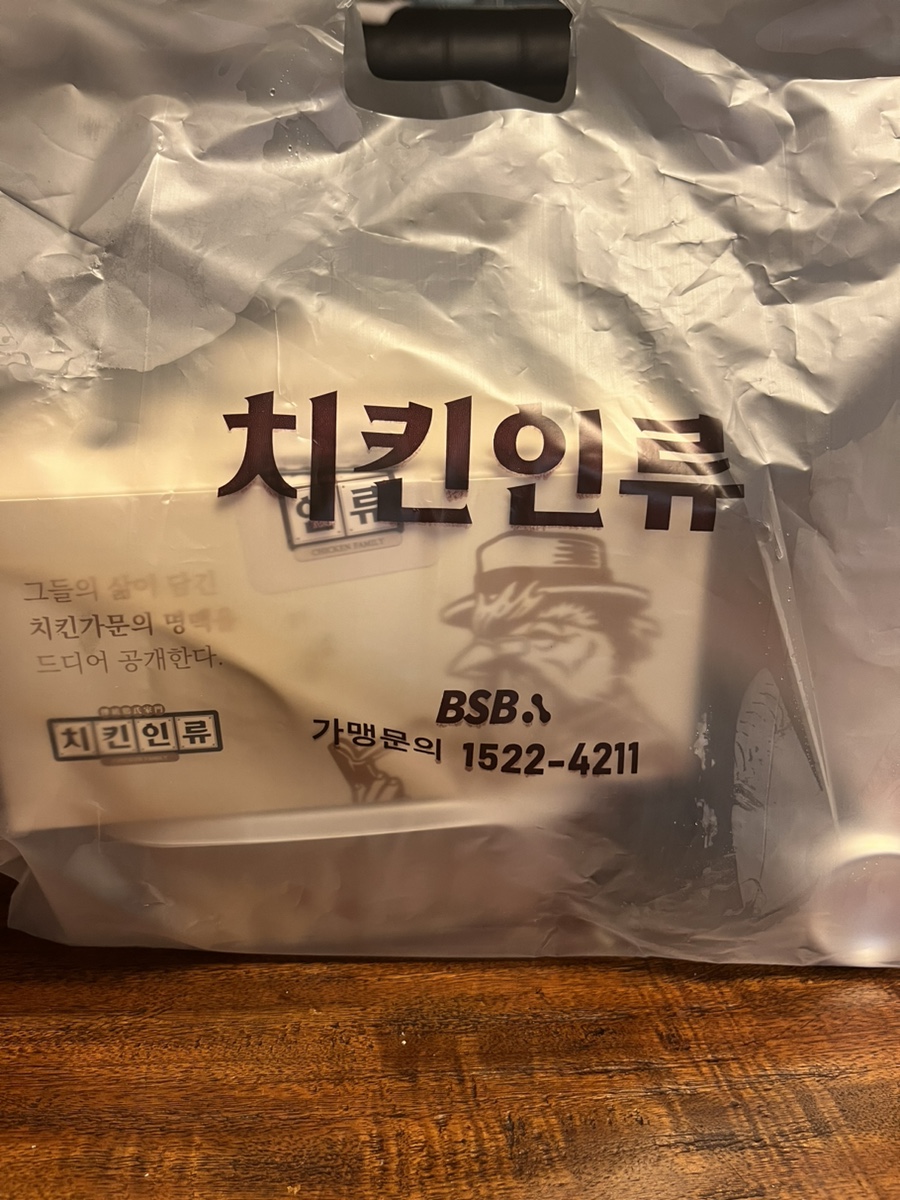 치킨인류
인류
CHICKEN FAMILY
그들의 삶이 담긴
치킨가문의 명맥을
드디어 공개한다.
치킨인류
BSB
가맹문의 1522-4211